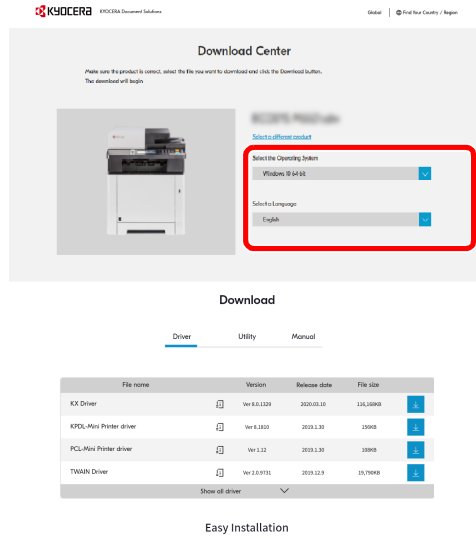 KYOCERA KYOCERA Document Solutions Global Find Your Country / Region
Download Center
Make sure the product is correct, select the file you want to download and click the Download button.
The download will begin
Select a different product
Select the Operating System
Windows 10 64-bit
Select a Language
English
Download
Driver Utility Manual
File name Version Release date File size
KX Driver Ver 8.0.1329 2020.03.10 116,168KB
KPDL-Mini Printer driver Ver 8.1810 2019.1.30 156KB
PCL-Mini Printer driver Ver 1.12 2019.1.30 108KB
TWAIN Driver Ver 2.0.9731 2019.12.9 19,790KB
Show all driver
Easy Installation